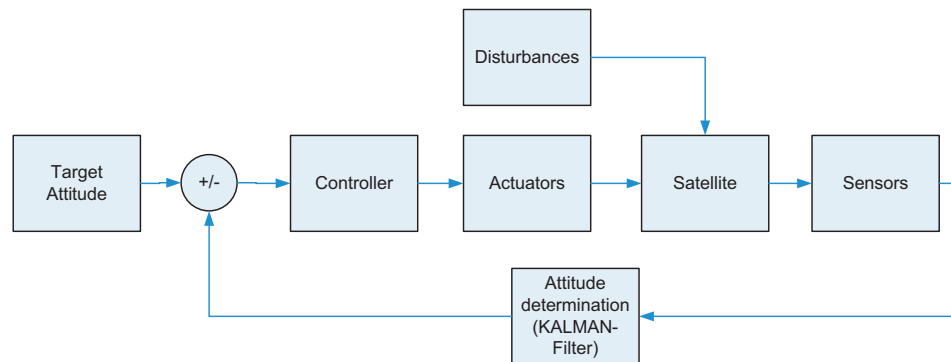 Disturbances
Target
Attitude
+/-
Controller
Actuators
Satellite
Sensors
Attitude
determination
(KALMAN-
Filter)